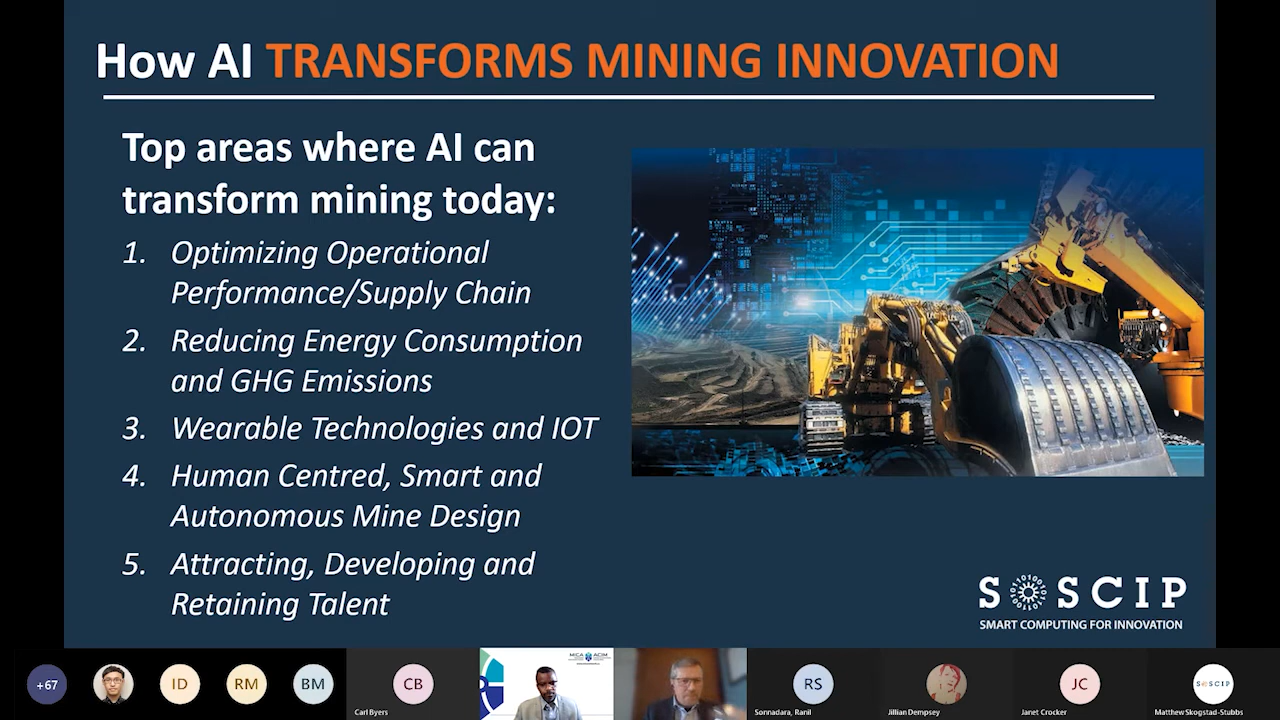 How AI TRANSFORMS MINING INNOVATION
Top areas where AI can
transform mining today:
1. Optimizing Operational
Performance/Supply Chain
2. Reducing Energy Consumption
and GHG Emissions
3. Wearable Technologies and IOT
4. Human Centred, Smart and
Autonomous Mine Design
5. Attracting, Developing and
Retaining Talent
SOSCIP
SMART COMPUTING FOR INNOVATION
+67
ID
RM
BM
CB
Carl Byers
MICA ACIM
RS
Sonnadara, Ranil
Jillian Dempsey
JC
Janet Crocker
SOSCIP
Matthew Skogstad-Stubbs